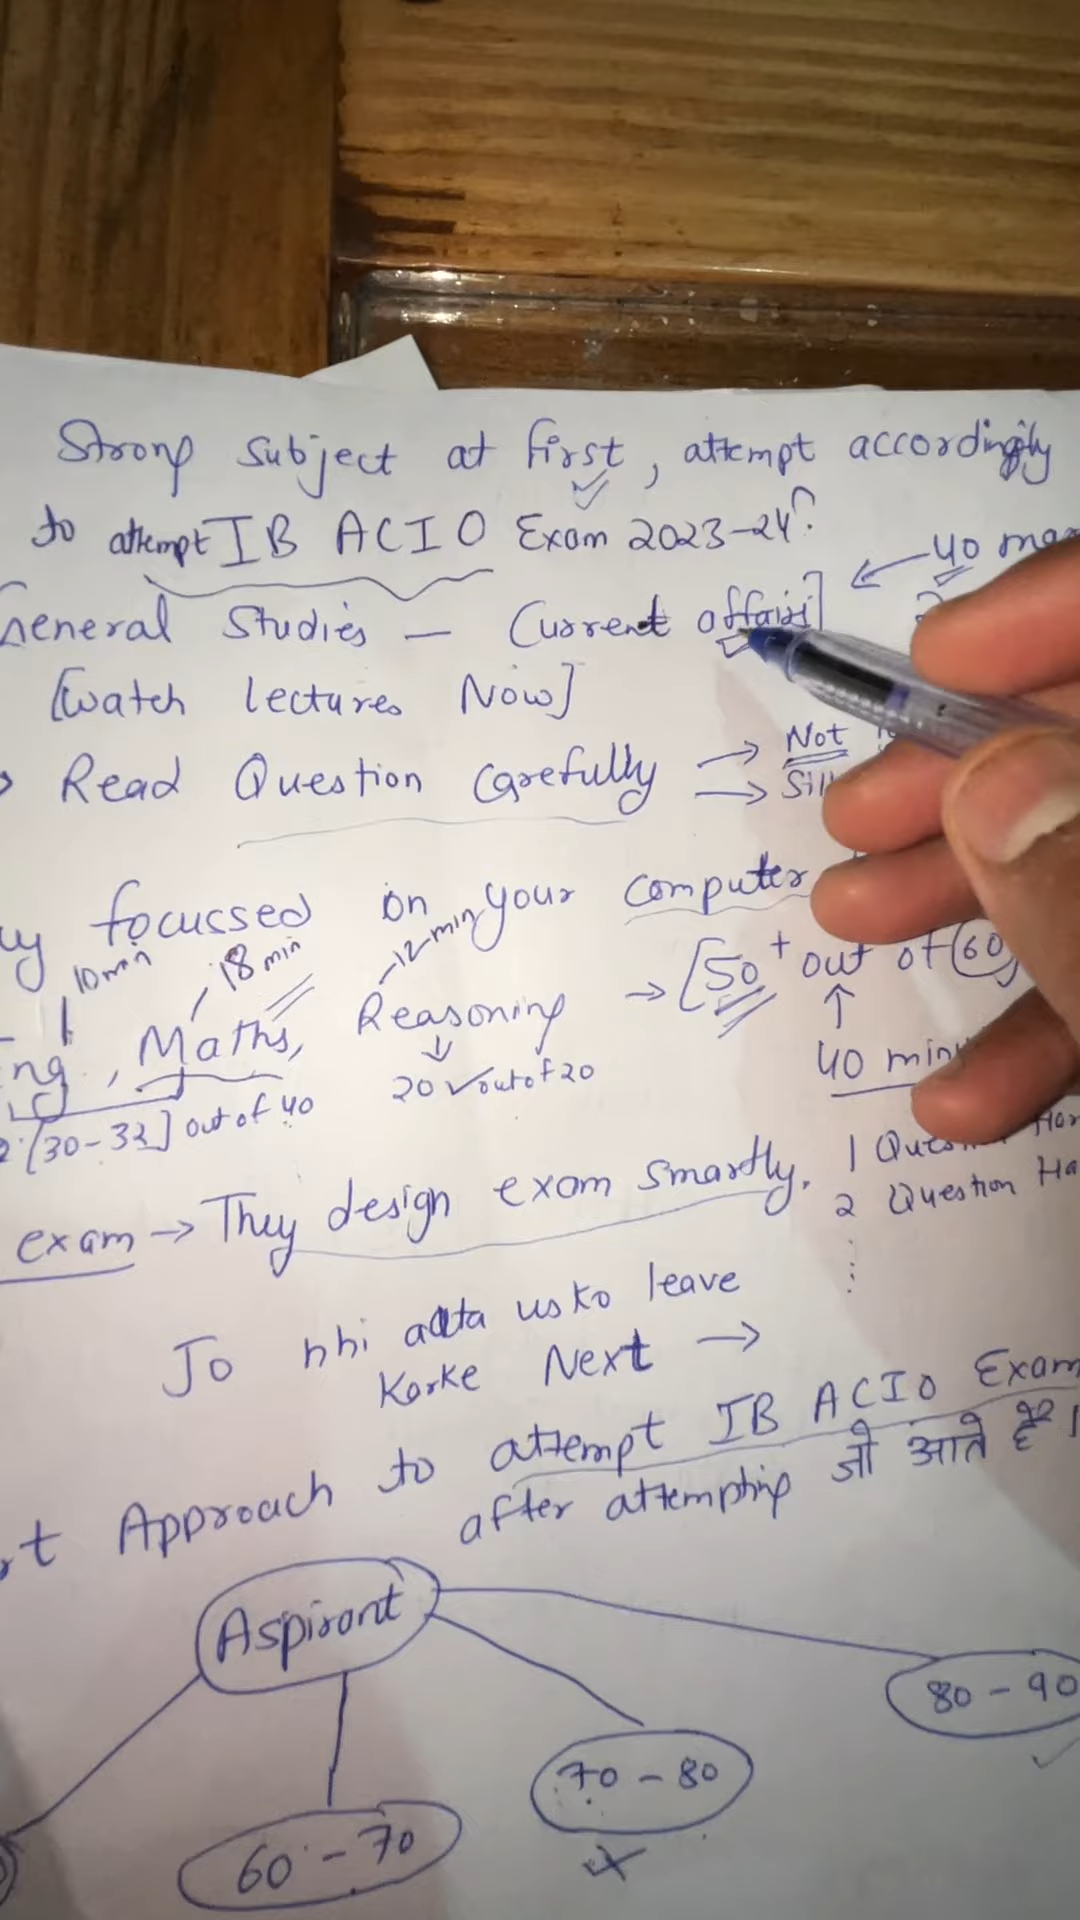 Strong subject at first, attempt accordingly
to attempt IB ACIO Exam 2023-24?
General Studies — Current affairs] ← 40
[Watch lectures Now]
Read Question Carefully → Not
→
focussed on your computer
10 min 18 min 12 min
Maths, Reasoning → [50+ out of 60
20 ✓ out of 20 40
[30-32] out of 40
exam → They design exam smartly. 1
2 Question
Jo nhi aata usko leave
Karke Next →
Approach to attempt IB ACIO Exam
after attempting जो आते हैं।
Aspirant
80 - 90
70 - 80
60 - 70